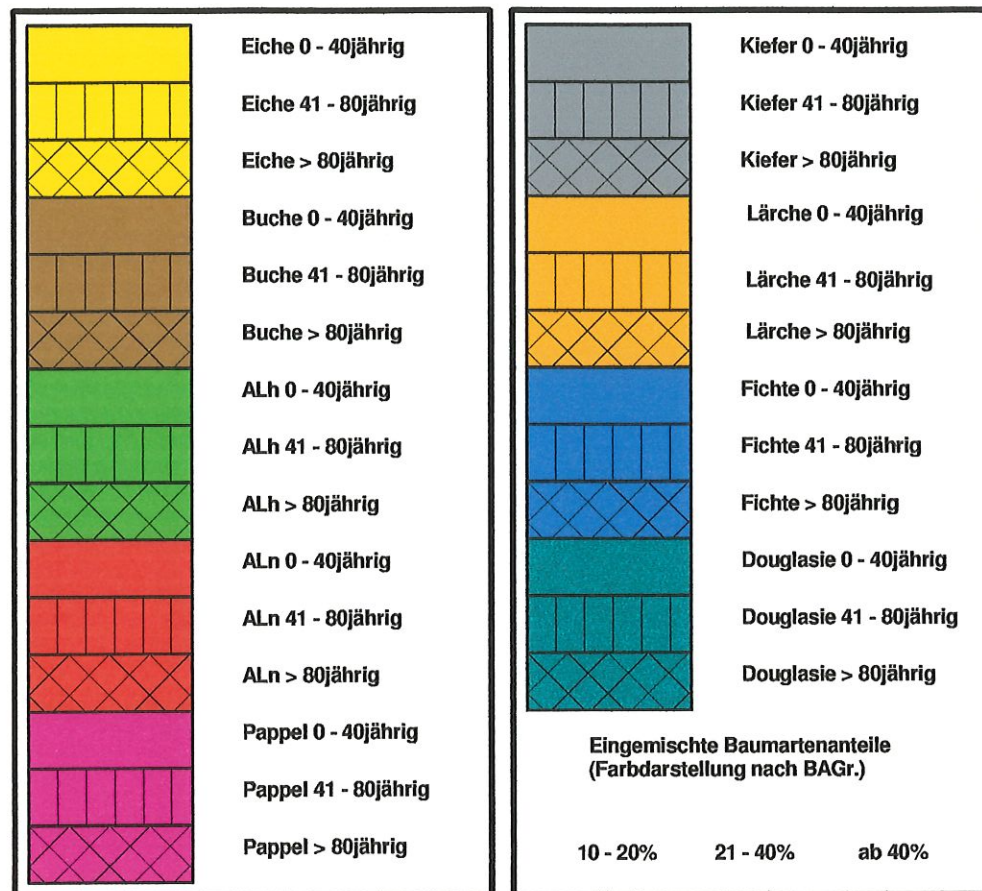 Eiche 0 - 40jährig
Eiche 41 - 80jährig
Eiche > 80jährig
Buche 0 - 40jährig
Buche 41 - 80jährig
Buche > 80jährig
ALh 0 - 40jährig
ALh 41 - 80jährig
ALh > 80jährig
ALn 0 - 40jährig
ALn 41 - 80jährig
ALn > 80jährig
Pappel 0 - 40jährig
Pappel 41 - 80jährig
Pappel > 80jährig
Kiefer 0 - 40jährig
Kiefer 41 - 80jährig
Kiefer > 80jährig
Lärche 0 - 40jährig
Lärche 41 - 80jährig
Lärche > 80jährig
Fichte 0 - 40jährig
Fichte 41 - 80jährig
Fichte > 80jährig
Douglasie 0 - 40jährig
Douglasie 41 - 80jährig
Douglasie > 80jährig
Eingemischte Baumartenanteile
(Farbdarstellung nach BAGr.)
10 - 20% 21 - 40% ab 40%